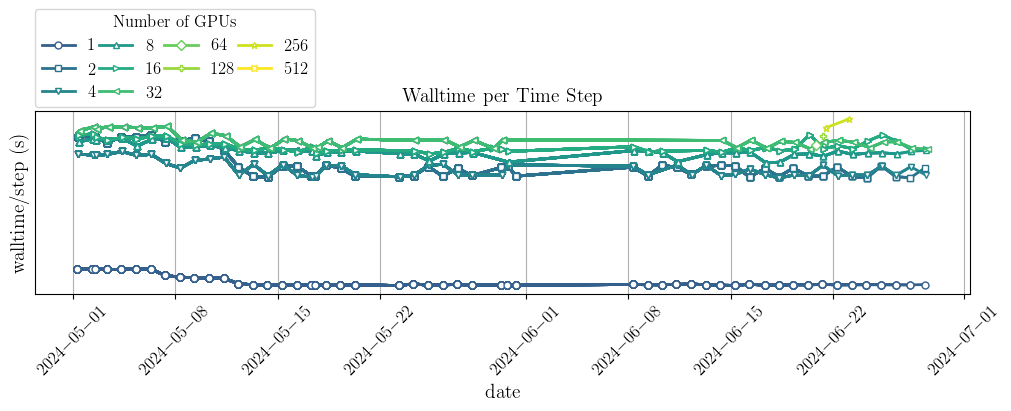 Number of GPUs
1 8 64 256
2 16 128 512
4 32
Walltime per Time Step
walltime/step (s)
2024−05−01 2024−05−08 2024−05−15 2024−05−22 2024−06−01 2024−06−08 2024−06−15 2024−06−22 2024−07−01
date